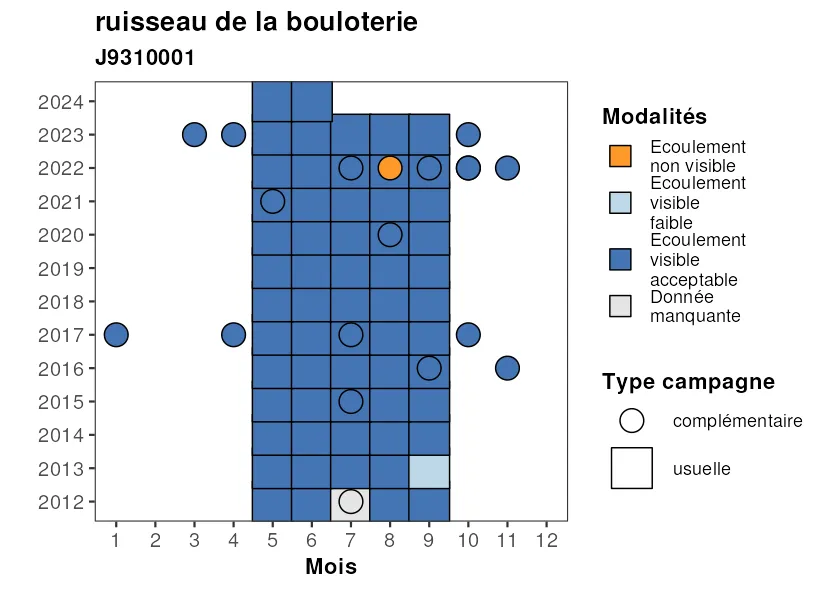 ruisseau de la bouloterie
J9310001
2024
2023
2022
2021
2020
2019
2018
2017
2016
2015
2014
2013
2012
1 2 3 4 5 6 7 8 9 10 11 12
Mois
Modalités
Ecoulement
non visible
Ecoulement
visible
faible
Ecoulement
visible
acceptable
Donnée
manquante
Type campagne
complémentaire
usuelle